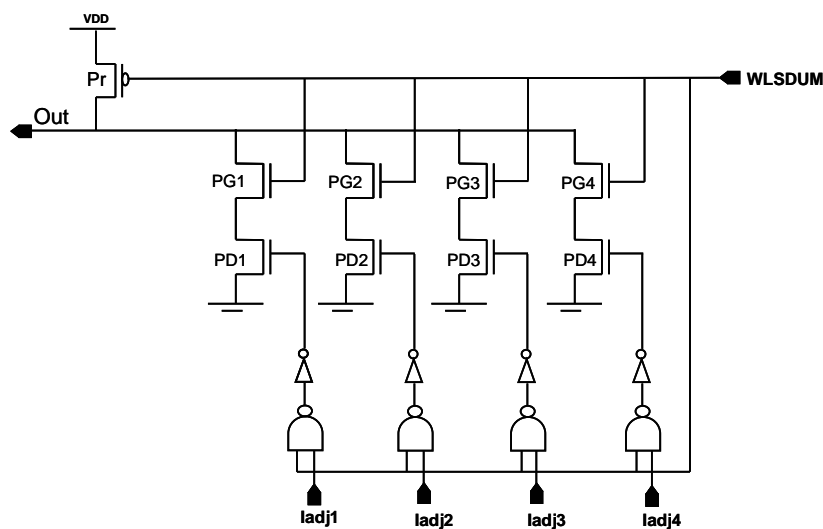 VDD
Pr
WLSDUM
Out
PG1
PG2
PG3
PG4
PD1
PD2
PD3
PD4
Iadj1
Iadj2
Iadj3
Iadj4